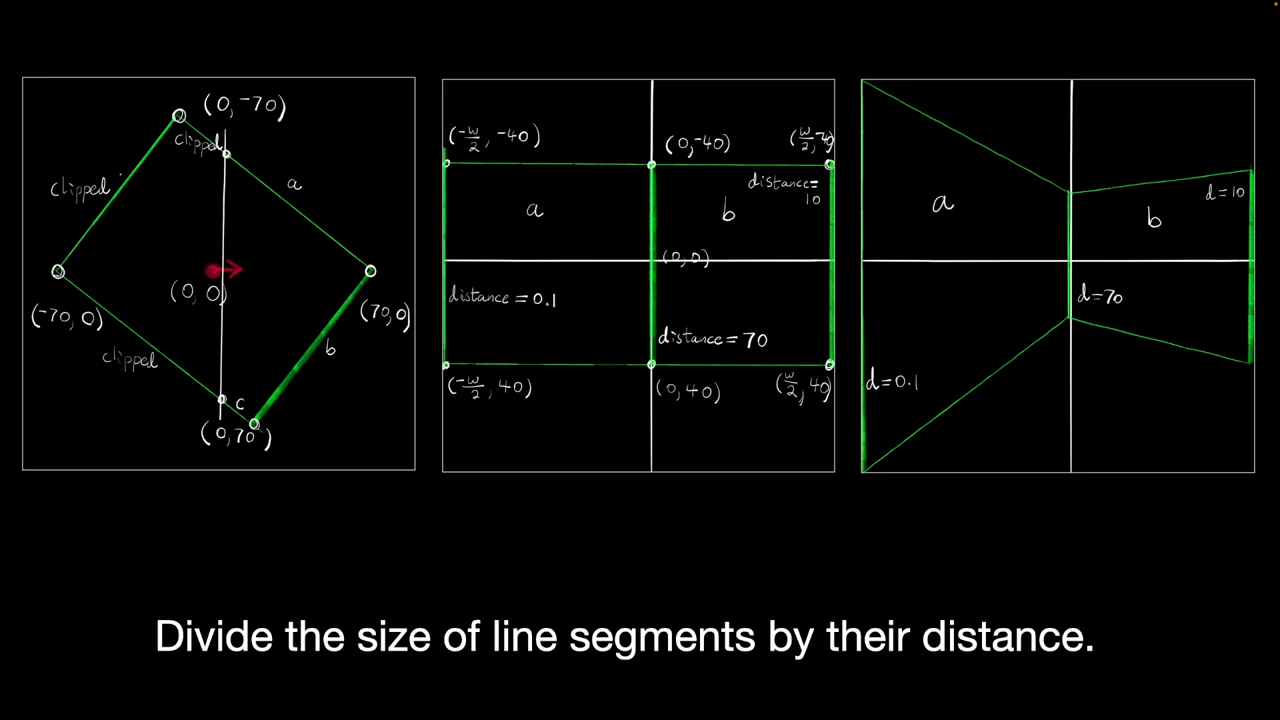 (0,-70)
clipped
clipped
a
(0, 0)
(-70, 0)
(70,0)
clipped
b
c
(0,70)
(-w/2, -40)
(0,-40)
distance=
10
a
b
(0,0)
distance = 0.1
distance = 70
(-w/2, 40)
(0, 40)
(w/2, 40)
a
d=10
b
d=70
d=0.1
Divide the size of line segments by their distance.